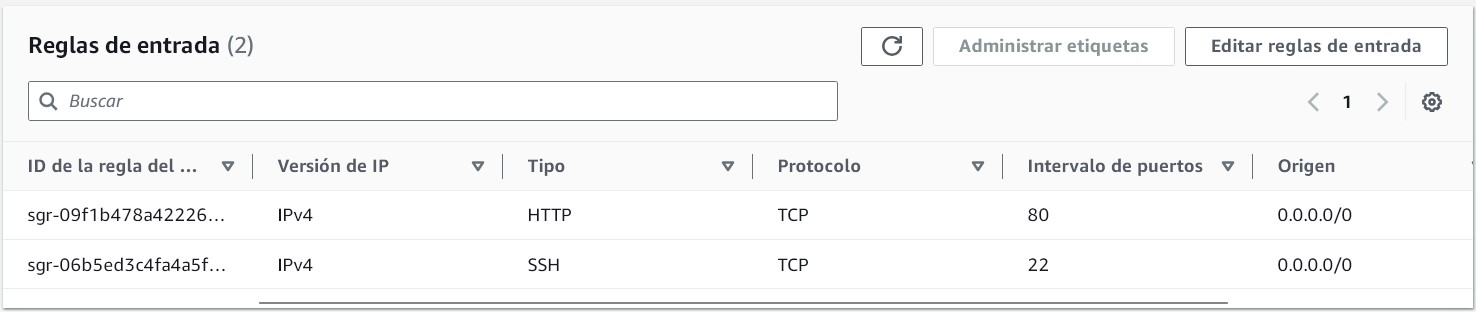 Reglas de entrada (2)
Administrar etiquetas
Editar reglas de entrada
Buscar
1
ID de la regla del ... Versión de IP Tipo Protocolo Intervalo de puertos Origen
sgr-09f1b478a42226... IPv4 HTTP TCP 80 0.0.0.0/0
sgr-06b5ed3c4fa4a5f... IPv4 SSH TCP 22 0.0.0.0/0